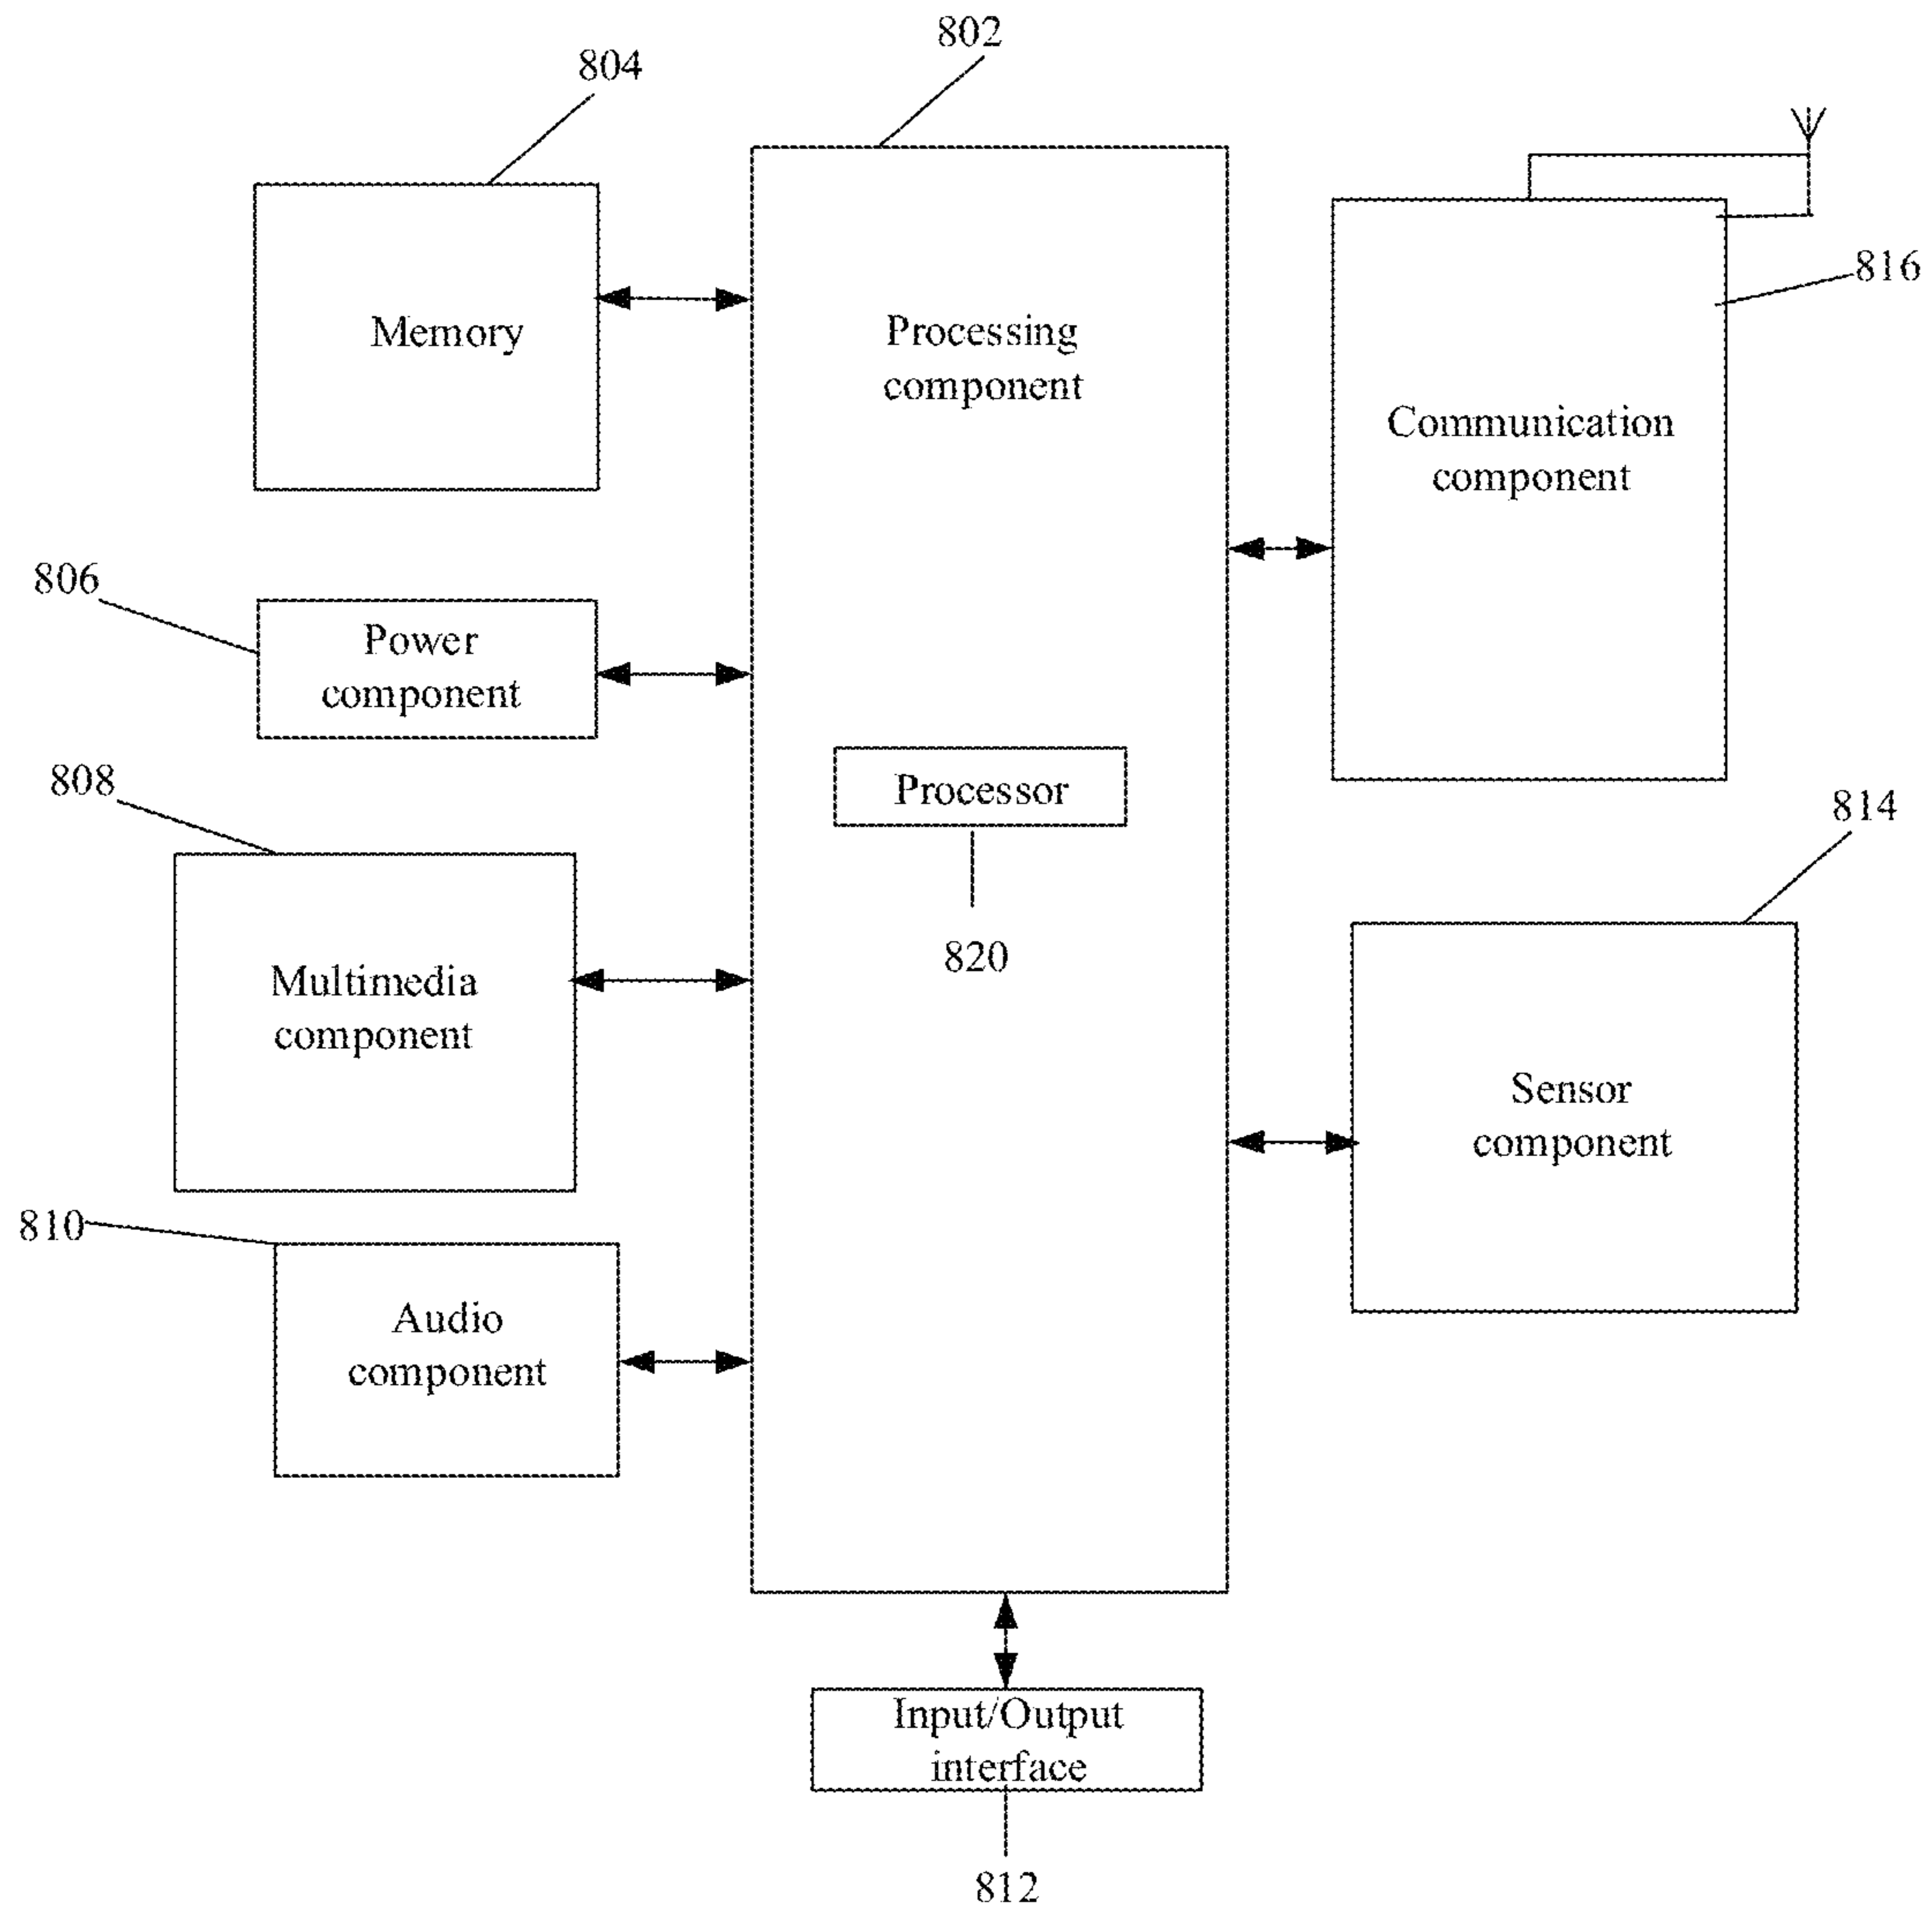 802
804
816
Memory
Processing
component
Communication
component
806
Power
component
808
Processor
814
820
Multimedia
component
Sensor
component
810
Audio
component
Input/Output
interface
812